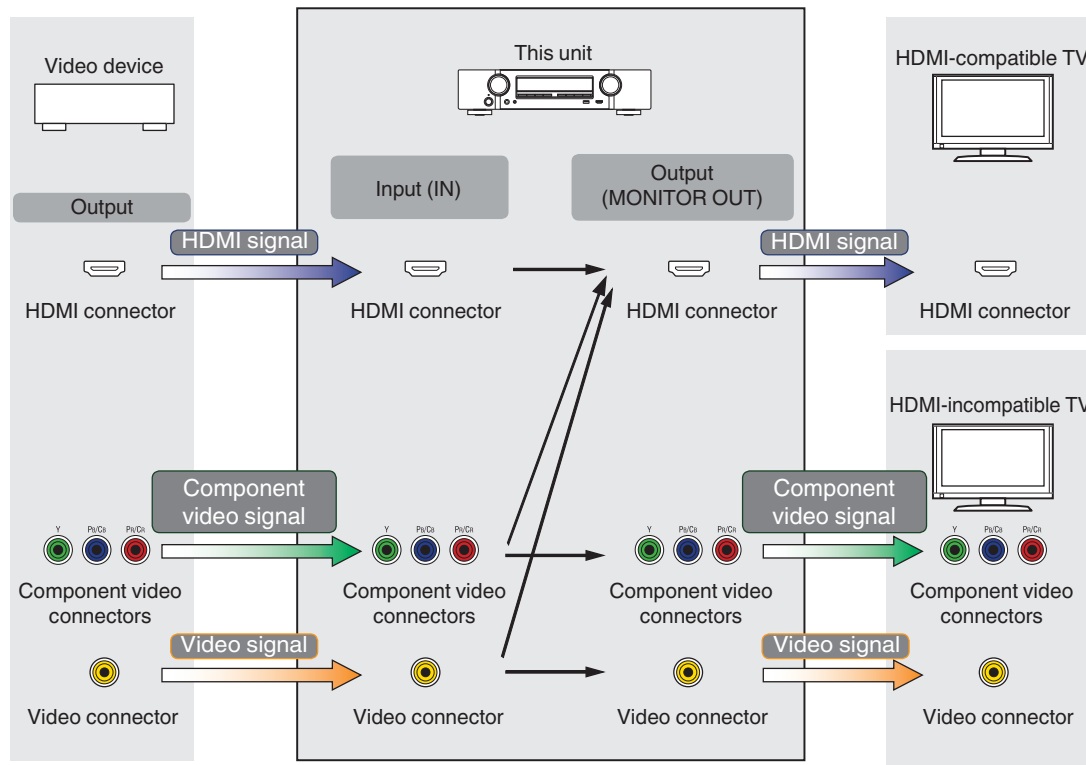 Video device
This unit
HDMI-compatible TV
Output
Input (IN)
Output
(MONITOR OUT)
HDMI signal
HDMI signal
HDMI connector
HDMI connector
HDMI connector
HDMI connector
HDMI-incompatible TV
Component
video signal
Component
video signal
Y PB/CB PR/CR
Y PB/CB PR/CR
Y PB/CB PR/CR
Y PB/CB PR/CR
Component video
connectors
Component video
connectors
Component video
connectors
Component video
connectors
Video signal
Video signal
Video connector
Video connector
Video connector
Video connector